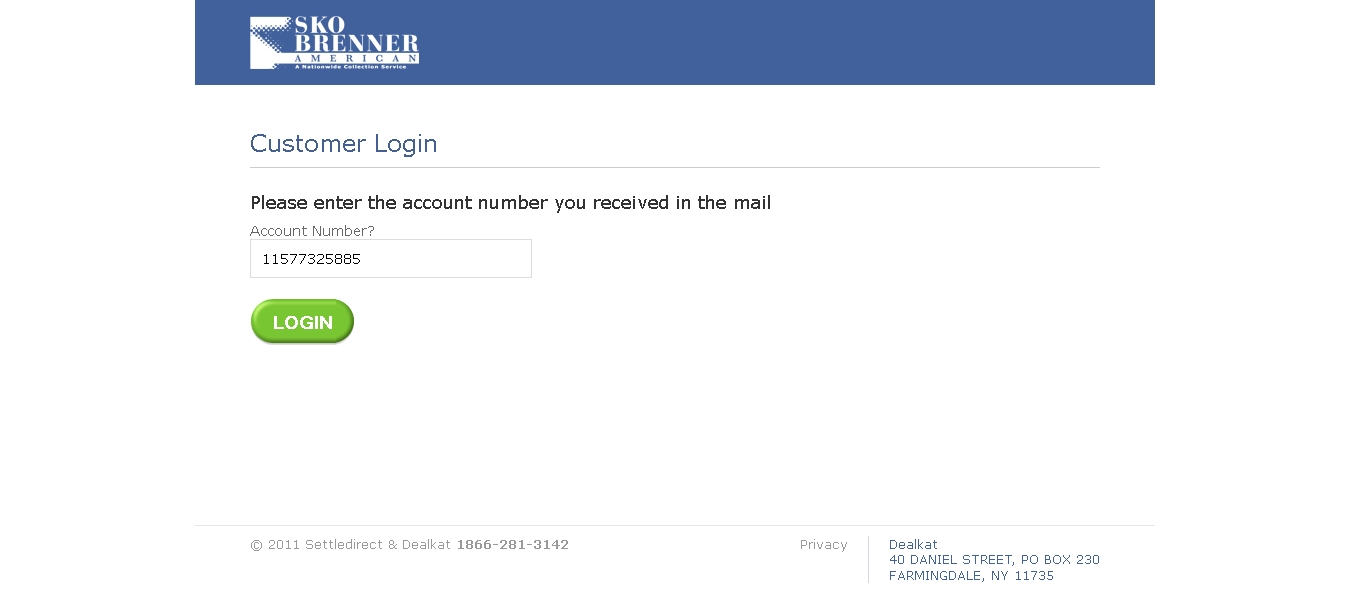 SKO
BRENNER
AMERICAN
A Nationwide Collection Service
Customer Login
Please enter the account number you received in the mail
Account Number?
11577325885
LOGIN
© 2011 Settledirect & Dealkat 1866-281-3142
Privacy
Dealkat
40 DANIEL STREET, PO BOX 230
FARMINGDALE, NY 11735